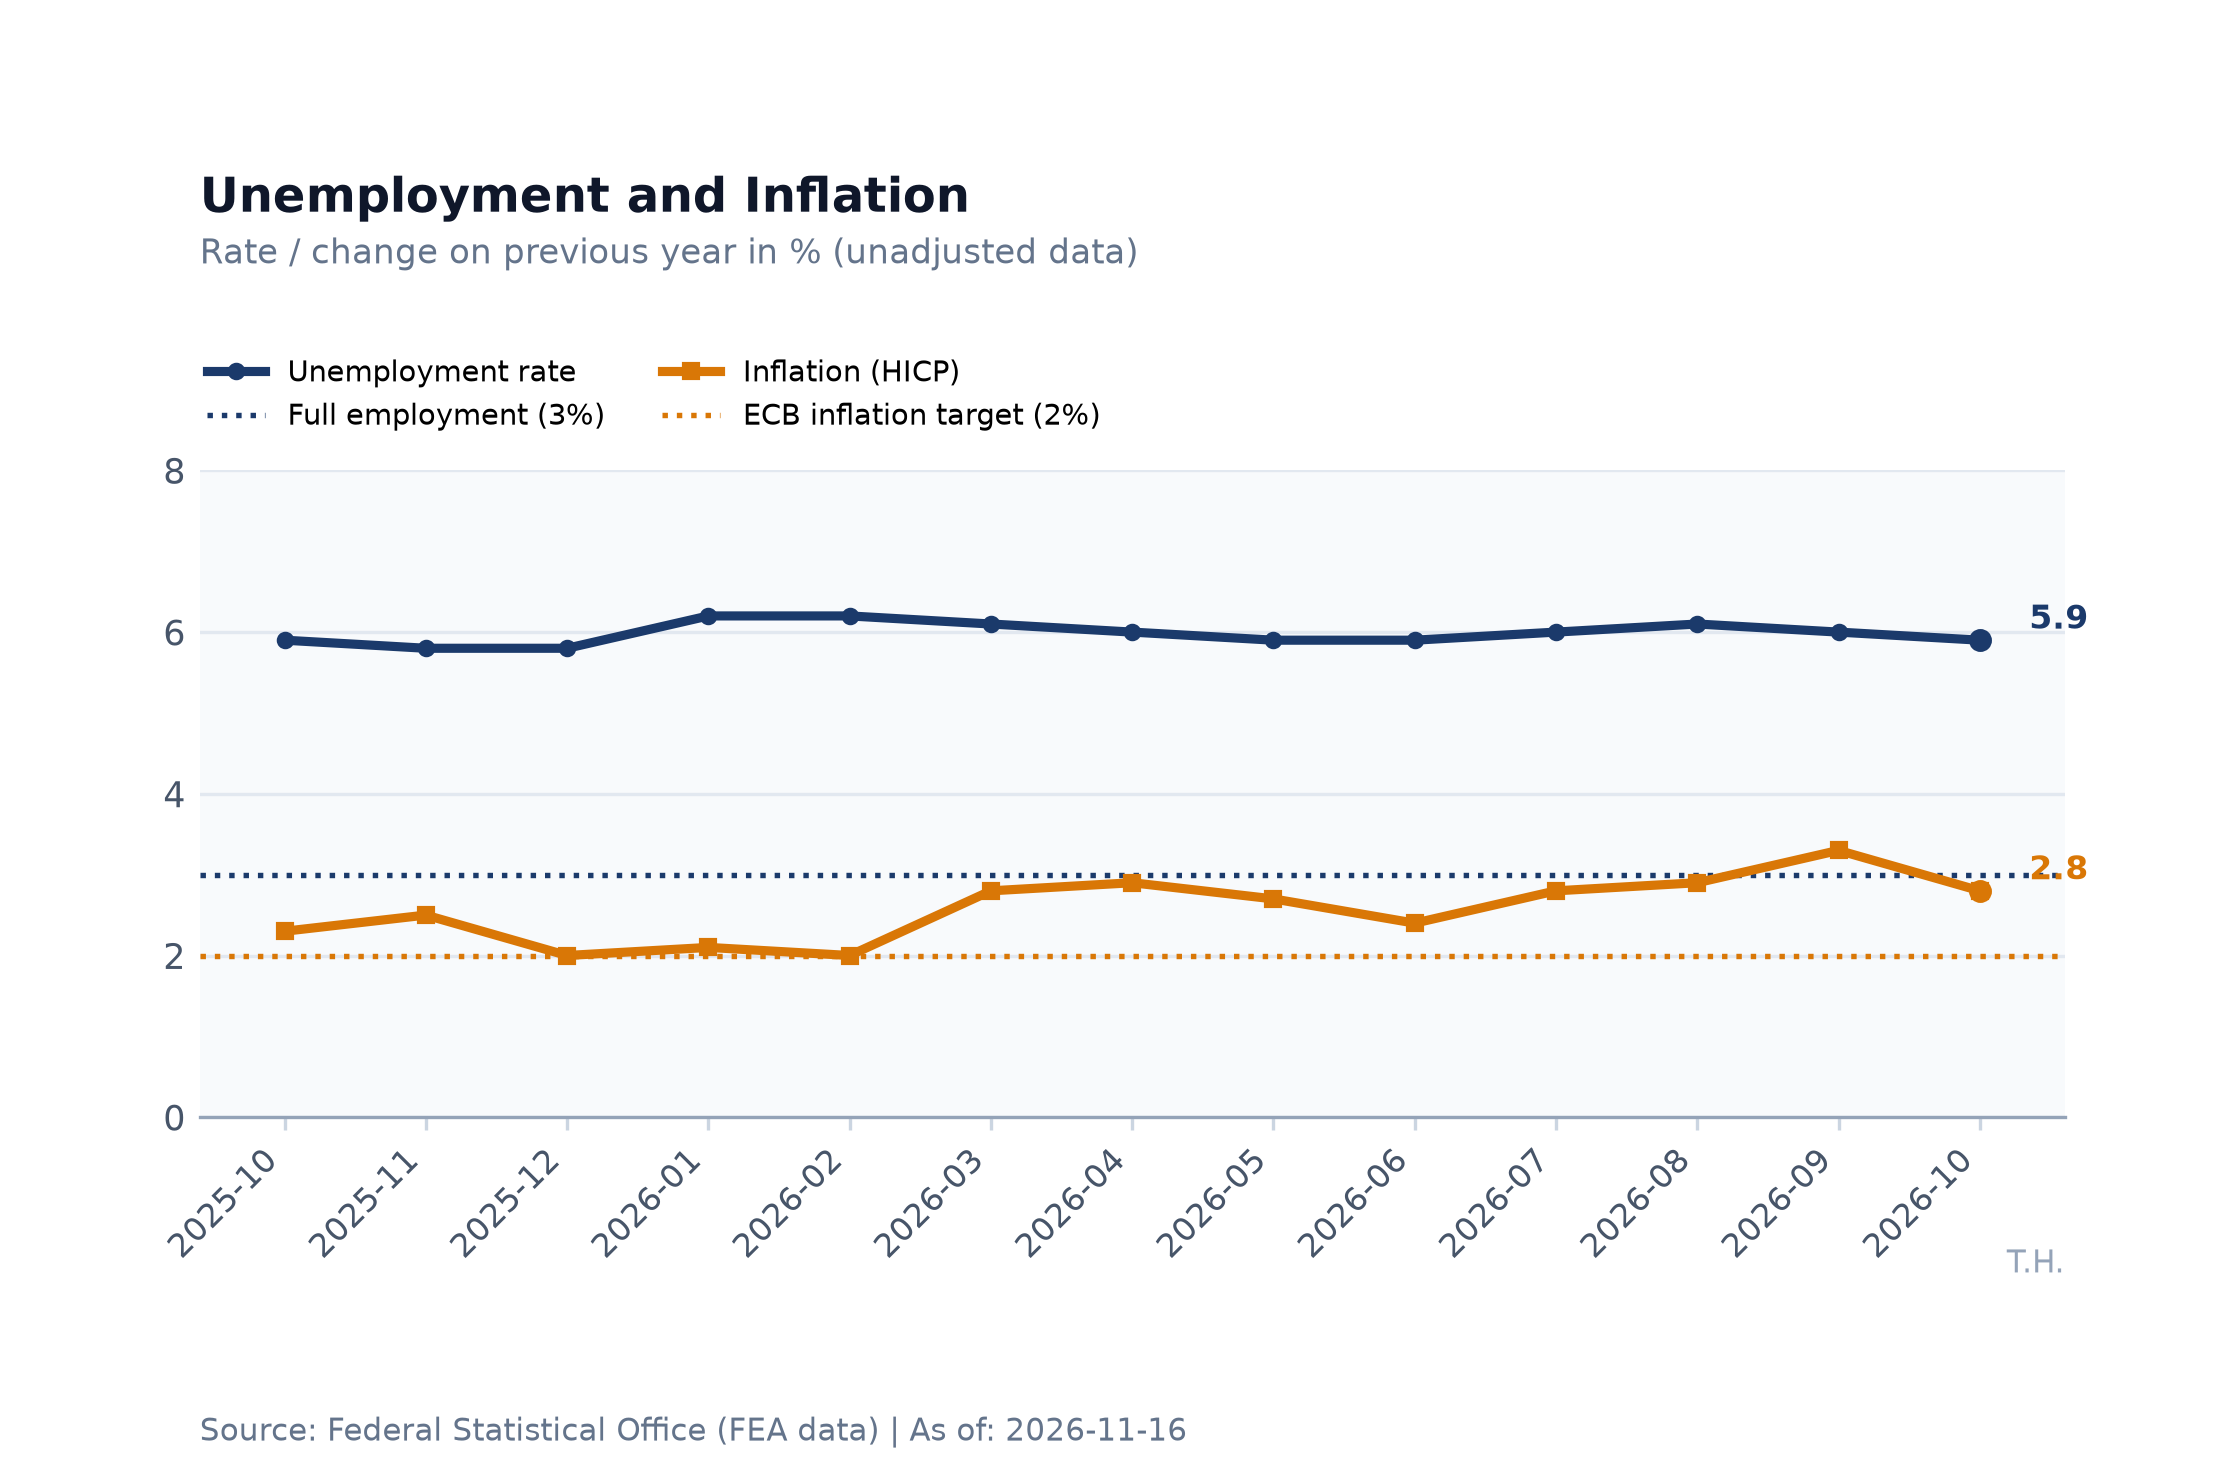 Unemployment and Inflation
Rate / change on previous year in % (unadjusted data)
Unemployment rate
Inflation (HICP)
Full employment (3%)
ECB inflation target (2%)
8
6
4
2
0
5.9
2.8
2025-10
2025-11
2025-12
2026-01
2026-02
2026-03
2026-04
2026-05
2026-06
2026-07
2026-08
2026-09
2026-10
T.H.
Source: Federal Statistical Office (FEA data) | As of: 2026-11-16